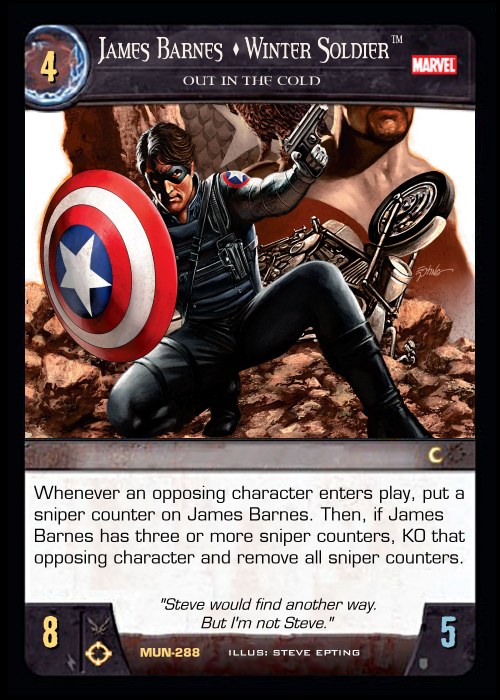 4
JAMES BARNES ♦ WINTER SOLDIER™
MARVEL
OUT IN THE COLD
EPTING
C
Whenever an opposing character enters play, put a
sniper counter on James Barnes. Then, if James
Barnes has three or more sniper counters, KO that
opposing character and remove all sniper counters.
"Steve would find another way.
But I'm not Steve."
8
5
MUN-288 ILLUS: STEVE EPTING